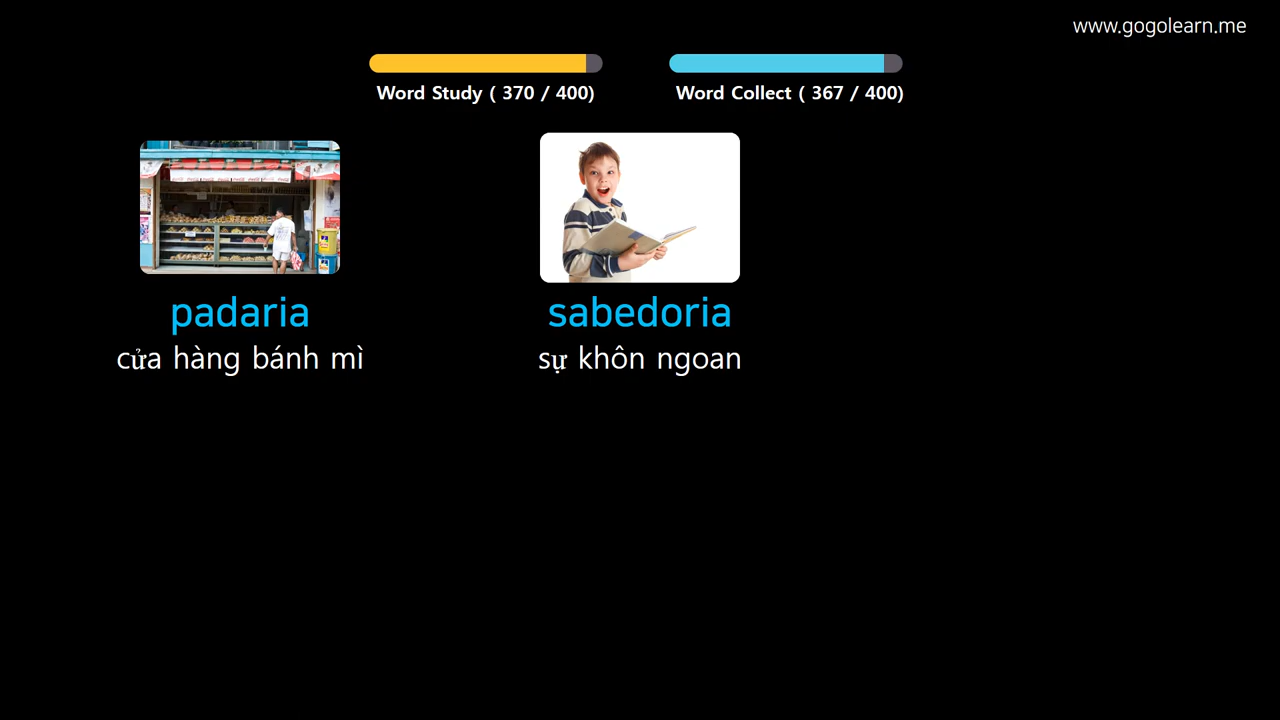 www.gogolearn.me
Word Study ( 370 / 400)
Word Collect ( 367 / 400)
padaria
cửa hàng bánh mì
sabedoria
sự khôn ngoan